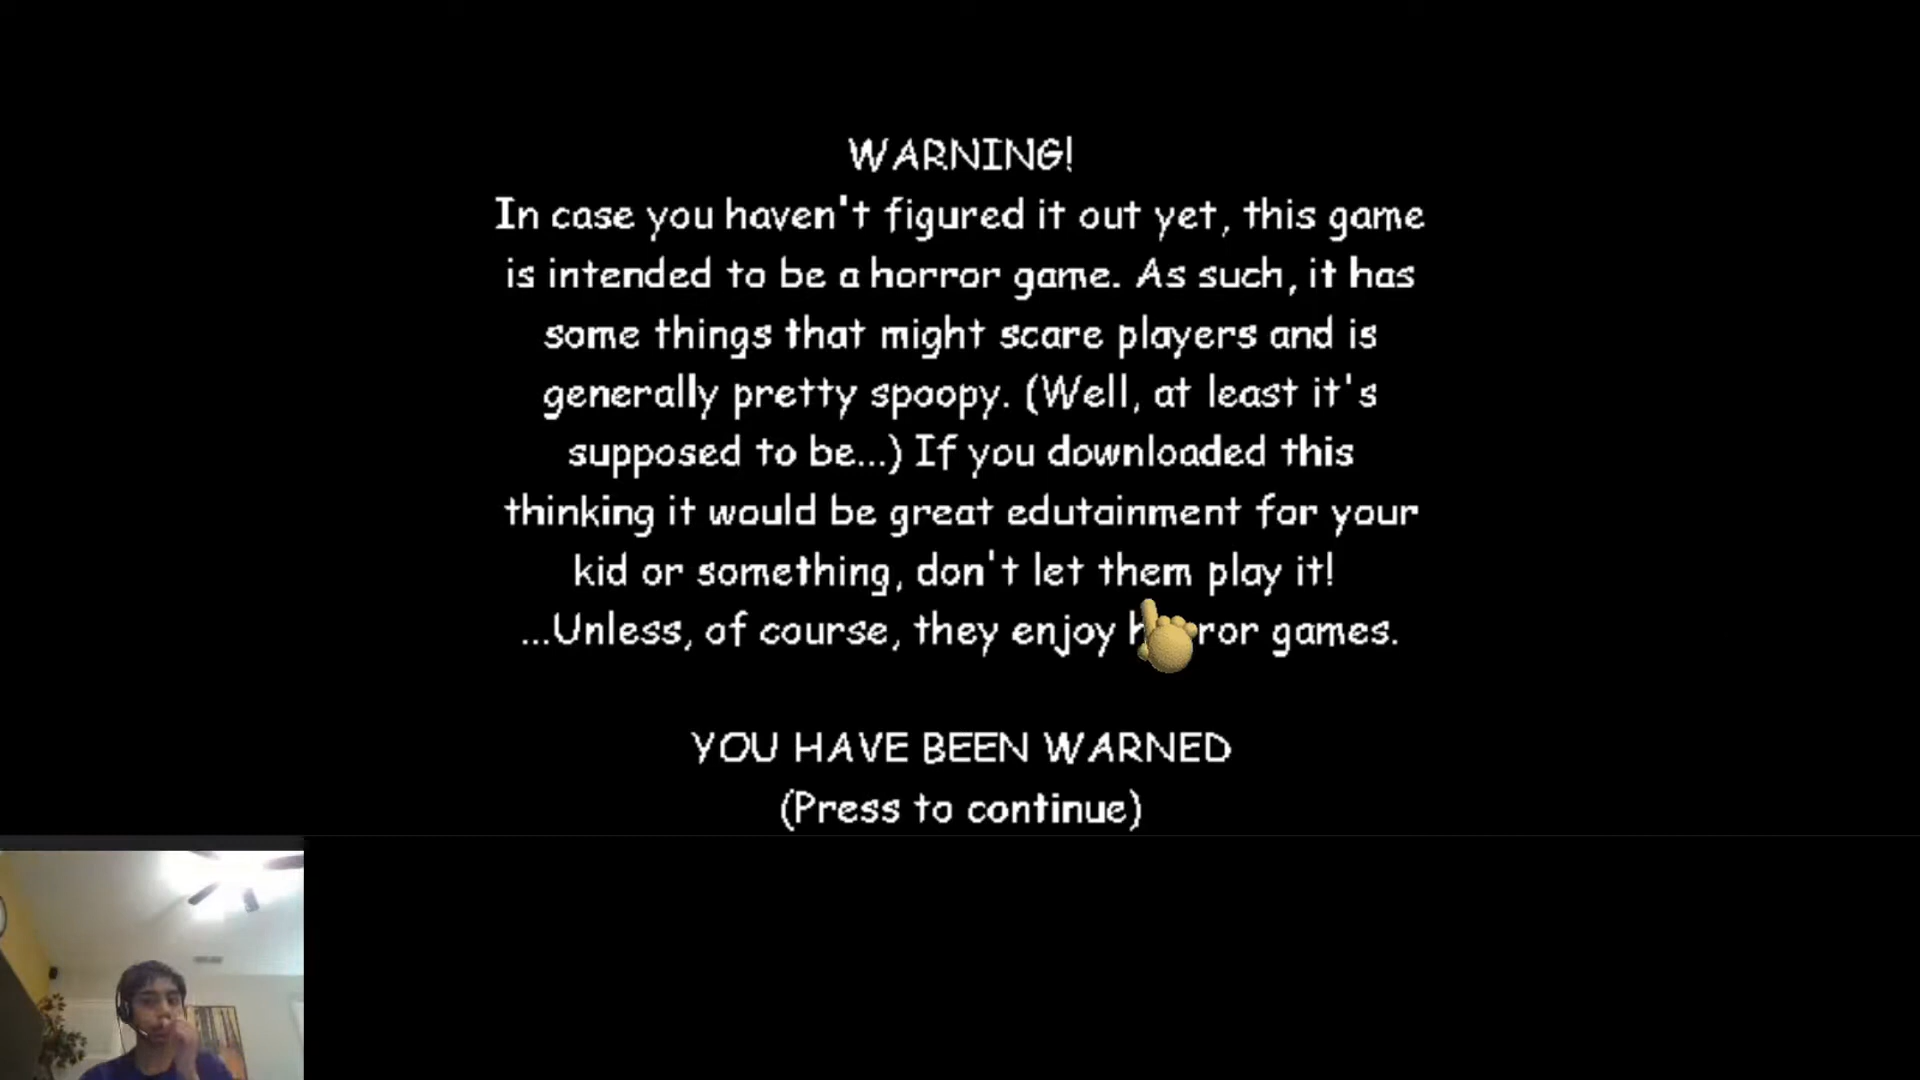 WARNING!
In case you haven't figured it out yet, this game
is intended to be a horror game. As such, it has
some things that might scare players and is
generally pretty spoopy. (Well, at least it's
supposed to be...) If you downloaded this
thinking it would be great edutainment for your
kid or something, don't let them play it!
...Unless, of course, they enjoy horror games.
YOU HAVE BEEN WARNED
(Press to continue)